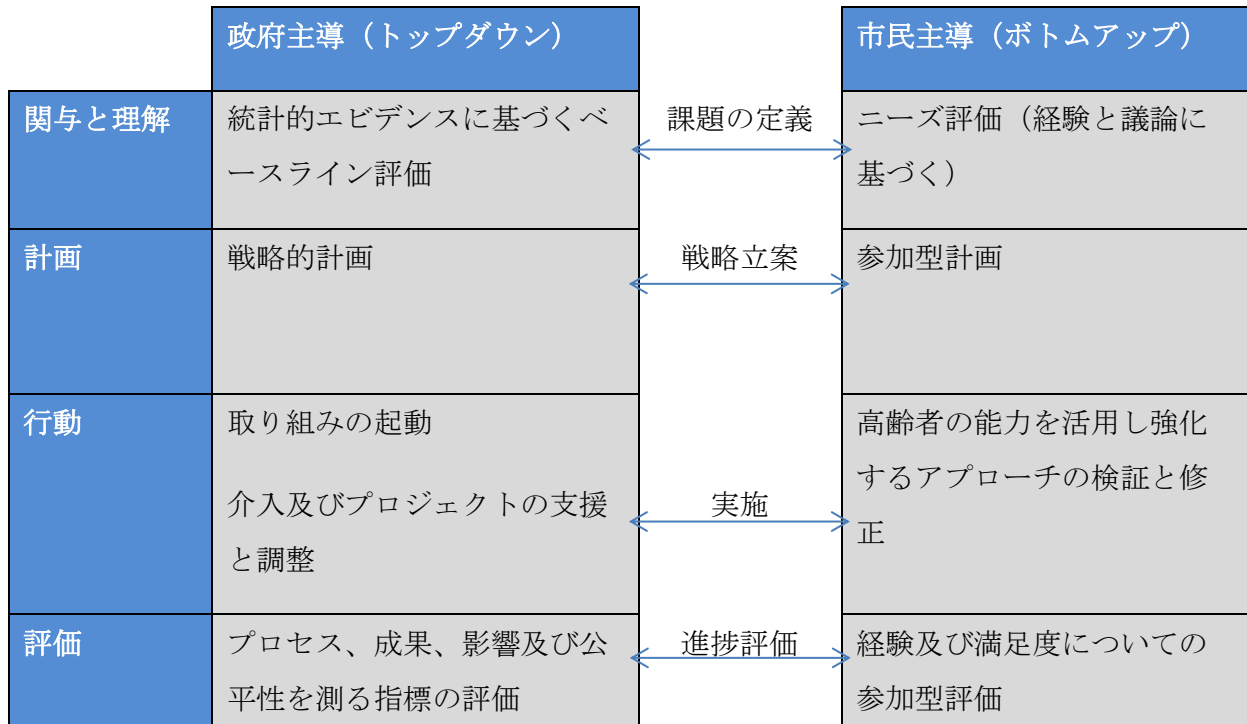 政府主導（トップダウン）
市民主導（ボトムアップ）
関与と理解
統計的エビデンスに基づくベ
ースライン評価
課題の定義
ニーズ評価（経験と議論に
基づく）
計画
戦略的計画
戦略立案
参加型計画
行動
取り組みの起動
介入及びプロジェクトの支援
と調整
実施
高齢者の能力を活用し強化
するアプローチの検証と修
正
評価
プロセス、成果、影響及び公
平性を測る指標の評価
進捗評価
経験及び満足度についての
参加型評価